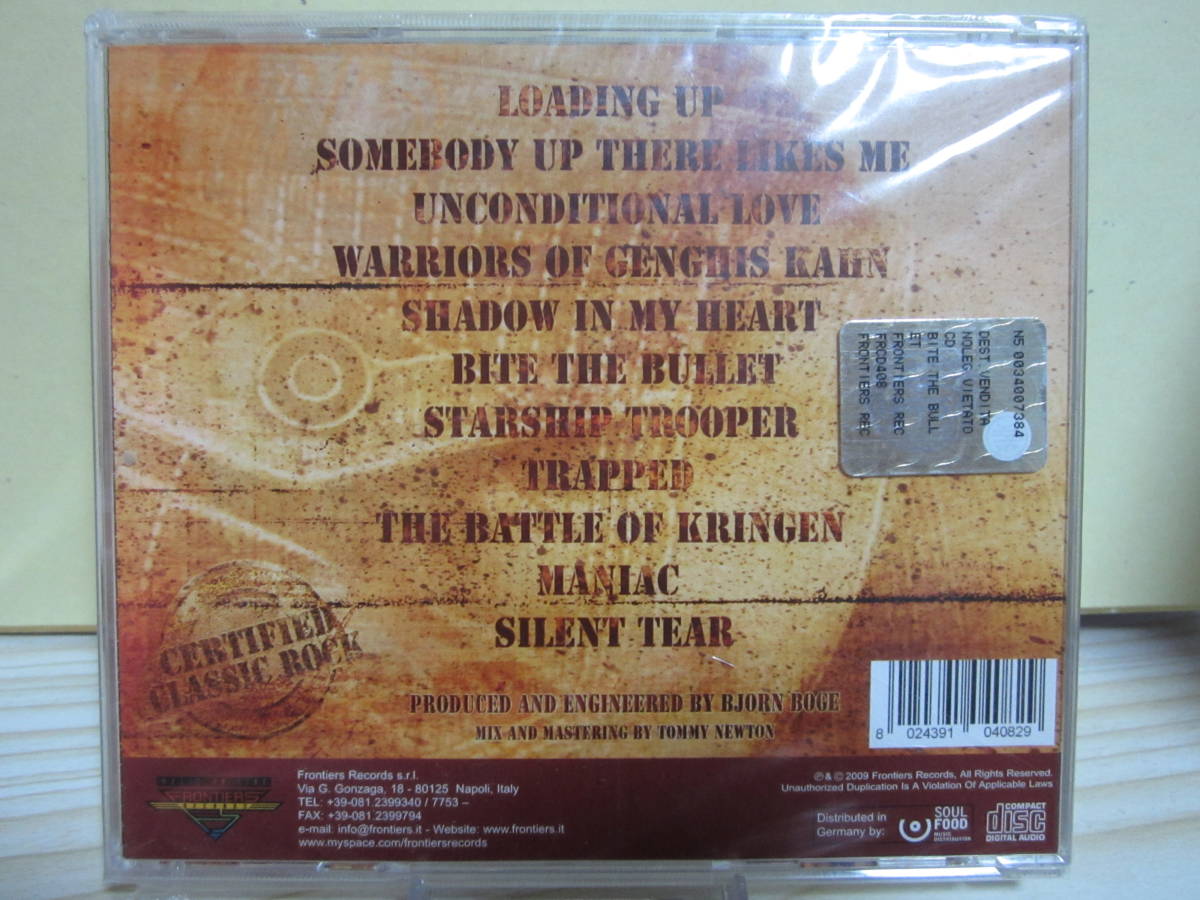 LOADING UP
SOMEBODY UP THERE LIKES ME
UNCONDITIONAL LOVE
WARRIORS OF GENGHIS KAHN
SHADOW IN MY HEART
BITE THE BULLET
STARSHIP TROOPER
TRAPPED
THE BATTLE OF KRINGEN
MANIAC
SILENT TEAR
N5 0034007384
DEST VENDITA
NOLEG VIETATO
CD
BITE THE BULL
ET
FRONTIERS REC
FRCD408
FRONTIERS REC
CERTIFIED
CLASSIC ROCK
PRODUCED AND ENGINEERED BY BJORN BOGE
MIX AND MASTERING BY TOMMY NEWTON
8 024391 040829
FRONTIERS
Frontiers Records s.r.l.
Via G. Gonzaga, 18 - 80125 Napoli, Italy
TEL: +39-081.2399340 / 7753 –
FAX: +39-081.2399794
e-mail: info@frontiers.it - Website: www.frontiers.it
www.myspace.com/frontiersrecords
℗ & © 2009 Frontiers Records, All Rights Reserved.
Unauthorized Duplication Is A Violation Of Applicable Laws
Distributed in
Germany by:
SOUL
FOOD
MUSIC
DISTRIBUTION
COMPACT
disc
DIGITAL AUDIO